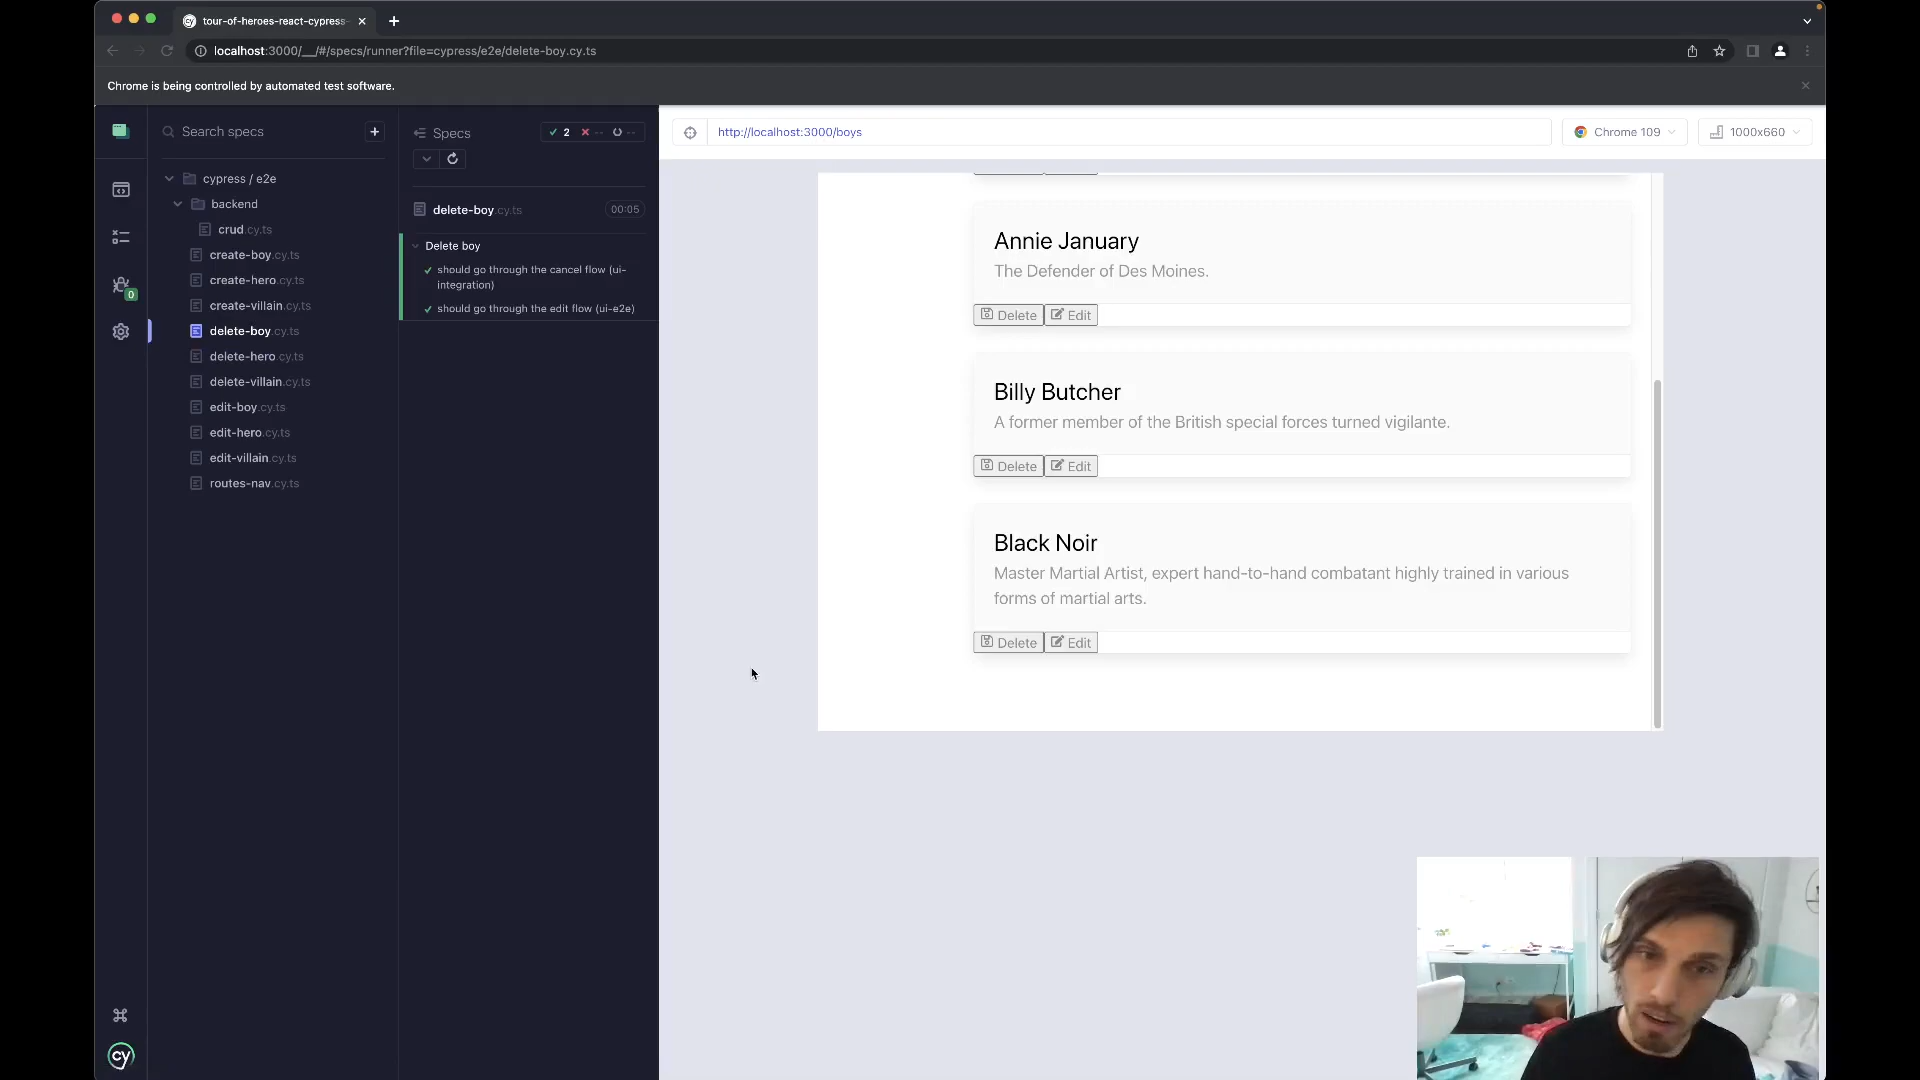 tour-of-heroes-react-cypress-
localhost:3000/__/#/specs/runner?file=cypress/e2e/delete-boy.cy.ts
Chrome is being controlled by automated test software.
Search specs
+
cypress / e2e
backend
crud.cy.ts
create-boy.cy.ts
create-hero.cy.ts
create-villain.cy.ts
delete-boy.cy.ts
delete-hero.cy.ts
delete-villain.cy.ts
edit-boy.cy.ts
edit-hero.cy.ts
edit-villain.cy.ts
routes-nav.cy.ts
0
cy
Specs
2 -- --
delete-boy.cy.ts 00:05
Delete boy
should go through the cancel flow (ui-
integration)
should go through the edit flow (ui-e2e)
http://localhost:3000/boys
Chrome 109
1000x660
Annie January
The Defender of Des Moines.
Delete Edit
Billy Butcher
A former member of the British special forces turned vigilante.
Delete Edit
Black Noir
Master Martial Artist, expert hand-to-hand combatant highly trained in various
forms of martial arts.
Delete Edit